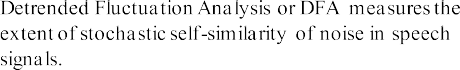 Detrended Fluctuation Analysis or DFA measures the
extent of stochastic self-similarity of noise in speech
signals.